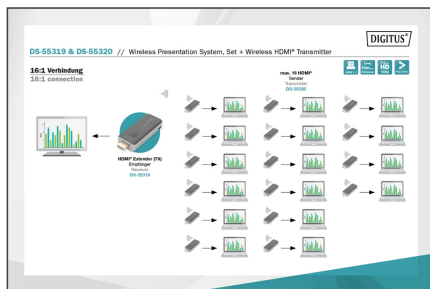 DIGITUS®
DS-55319 & DS-55320 // Wireless Presentation System, Set + Wireless HDMI® Transmitter
16:1 Verbindung
16:1 connection
max. 16 HDMI®
Sender
Transmitter
DS-55320
HD
HDMI® Extender (TX)
Empfänger
Receiver
DS-55319